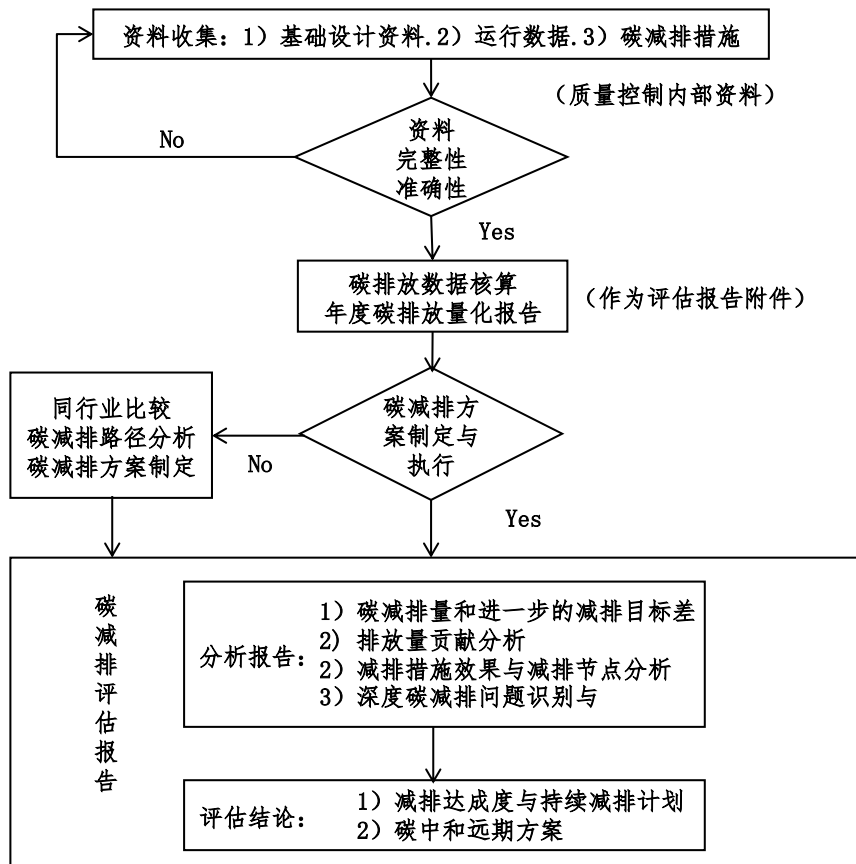 资料收集：1）基础设计资料.2）运行数据.3）碳减排措施
（质量控制内部资料）
No
资料
完整性
准确性
Yes
碳排放数据核算
年度碳排放量化报告
（作为评估报告附件）
同行业比较
碳减排路径分析
碳减排方案制定
No
碳减排方
案制定与
执行
Yes
碳减排评估报告
分析报告：
1）碳减排量和进一步的减排目标差
2）排放量贡献分析
2）减排措施效果与减排节点分析
3）深度碳减排问题识别与
评估结论：
1）减排达成度与持续减排计划
2）碳中和远期方案